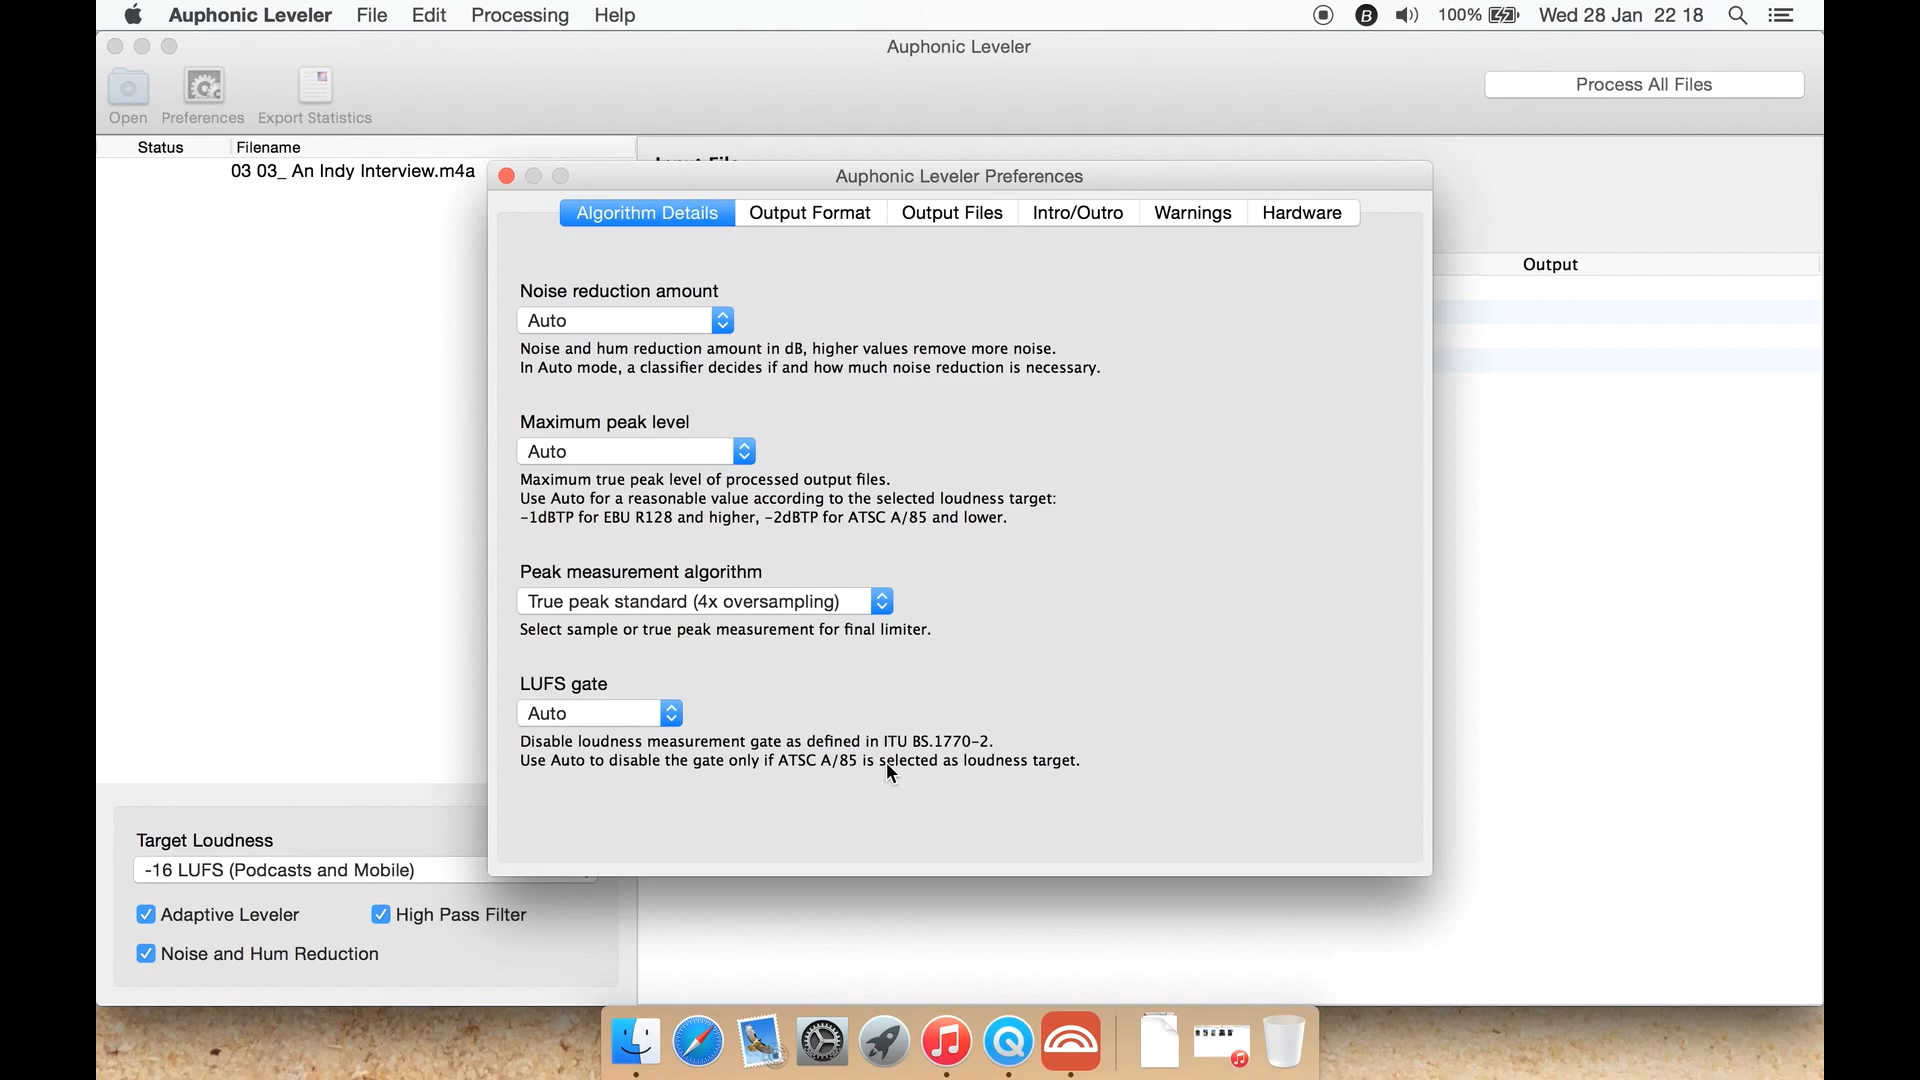 Auphonic Leveler File Edit Processing Help
100% Wed 28 Jan 22 18
Auphonic Leveler
Open Preferences Export Statistics
Process All Files
Status Filename
03 03_ An Indy Interview.m4a
Auphonic Leveler Preferences
Algorithm Details Output Format Output Files Intro/Outro Warnings Hardware
Output
Noise reduction amount
Auto
Noise and hum reduction amount in dB, higher values remove more noise.
In Auto mode, a classifier decides if and how much noise reduction is necessary.
Maximum peak level
Auto
Maximum true peak level of processed output files.
Use Auto for a reasonable value according to the selected loudness target:
-1dBTP for EBU R128 and higher, -2dBTP for ATSC A/85 and lower.
Peak measurement algorithm
True peak standard (4x oversampling)
Select sample or true peak measurement for final limiter.
LUFS gate
Auto
Disable loudness measurement gate as defined in ITU BS.1770-2.
Use Auto to disable the gate only if ATSC A/85 is selected as loudness target.
Target Loudness
-16 LUFS (Podcasts and Mobile)
Adaptive Leveler High Pass Filter
Noise and Hum Reduction